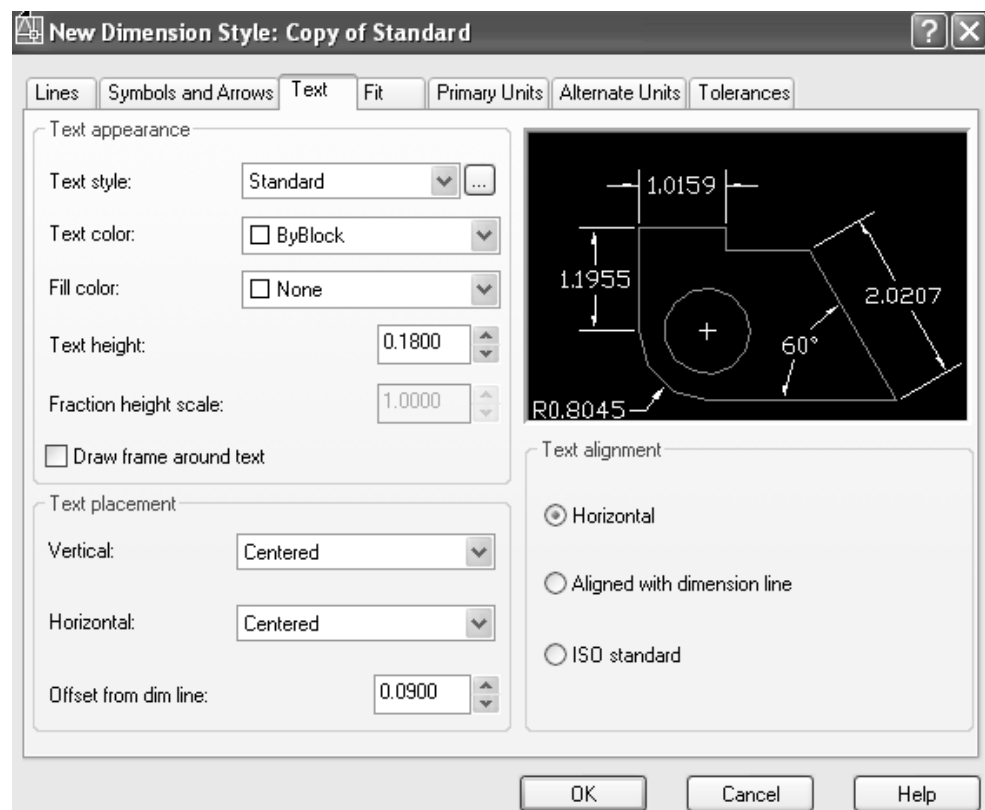 New Dimension Style: Copy of Standard
Lines Symbols and Arrows Text Fit Primary Units Alternate Units Tolerances
Text appearance
Text style: Standard ...
Text color: ByBlock
Fill color: None
Text height: 0.1800
Fraction height scale: 1.0000
Draw frame around text
Text placement
Vertical: Centered
Horizontal: Centered
Offset from dim line: 0.0900
1.0159
1.1955
2.0207
60°
R0.8045
Text alignment
Horizontal
Aligned with dimension line
ISO standard
OK Cancel Help